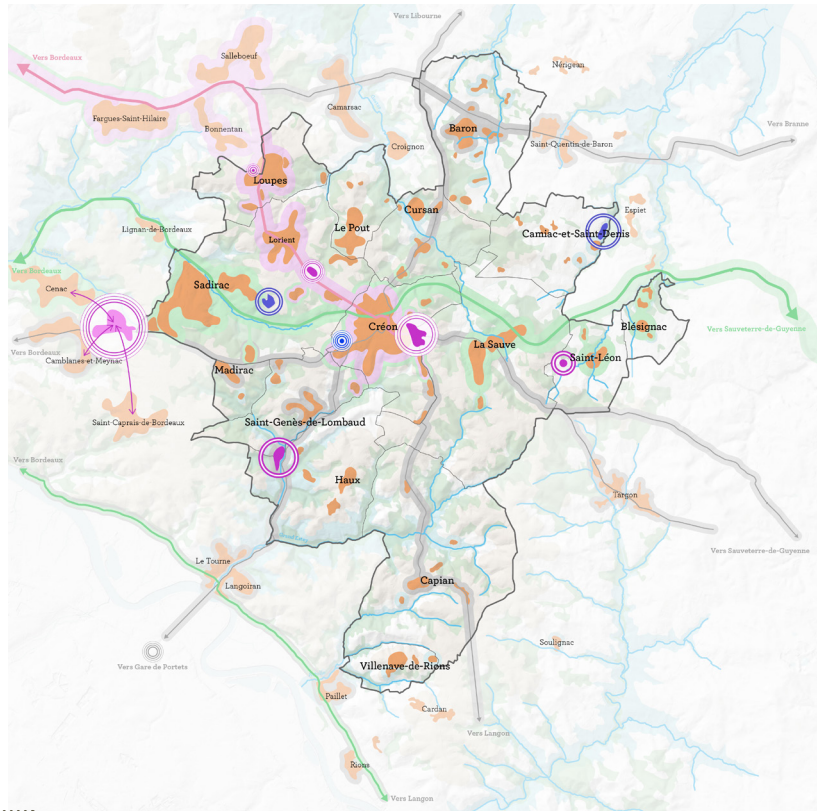 Vers Libourne
Salleboeuf
Vers Bordeaux
Nérigean
Camarsac
Fargues-Saint-Hilaire
Bonnentan
Baron
Vers Branne
Croignon
Saint-Quentin-de-Baron
Loupes
Cursan
Espiet
Lignan-de-Bordeaux
Le Pout
Camiac-et-Saint-Denis
Lorient
Vers Bordeaux
Cenac
Sadirac
Créon
Blésignac
Vers Sauveterre-de-Guyenne
La Sauve
Vers Bordeaux
Camblanes-et-Meynac
Saint-Léon
Madirac
Saint-Caprais-de-Bordeaux
Saint-Genès-de-Lombaud
Vers Bordeaux
Haux
Targon
Vers Sauveterre-de-Guyenne
Le Tourne
Capian
Langoiran
Soulignac
Vers Gare de Portets
Villenave-de-Rions
Paillet
Cardan
Vers Langon
Rions
Vers Langon